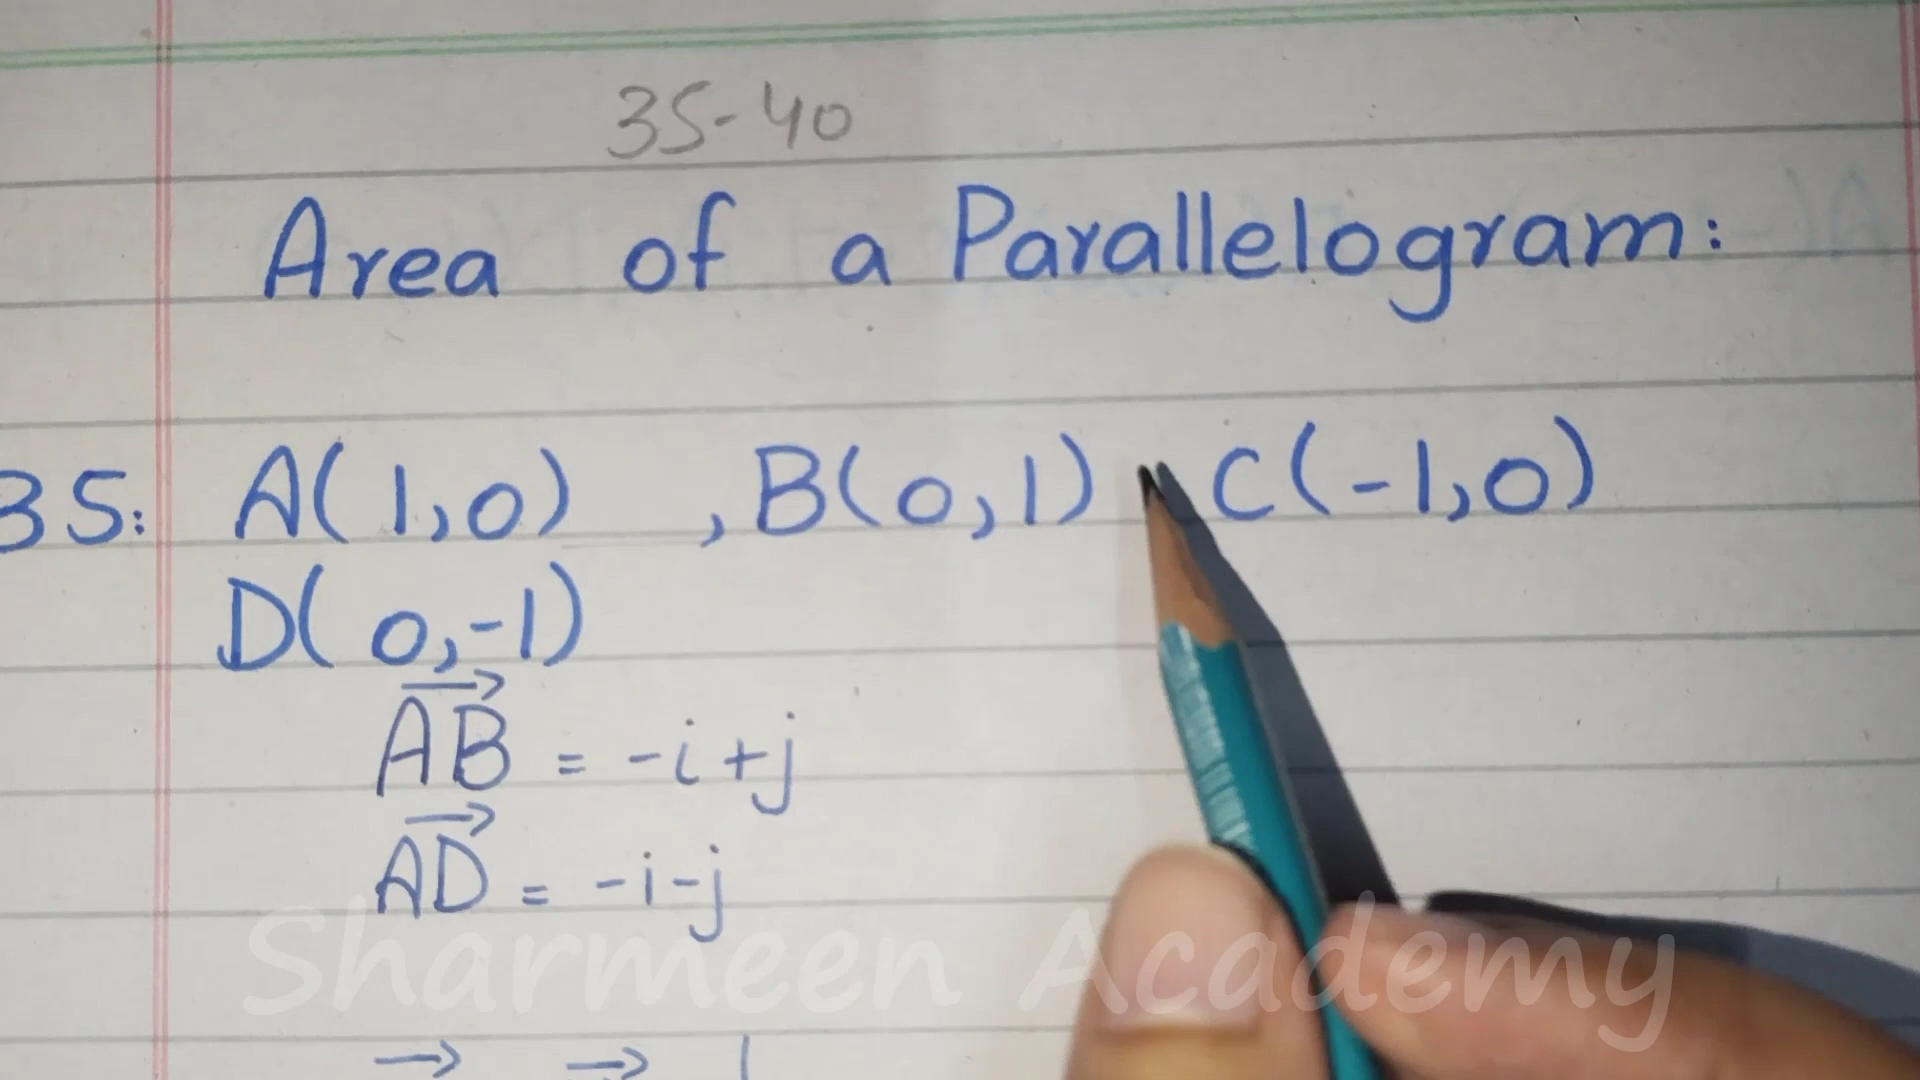 35-40
Area of a Parallelogram:
35: A(1,0) , B(0,1) C(-1,0)
D(0,-1)
AB = -i+j
AD = -i-j
Sharmeen Academy